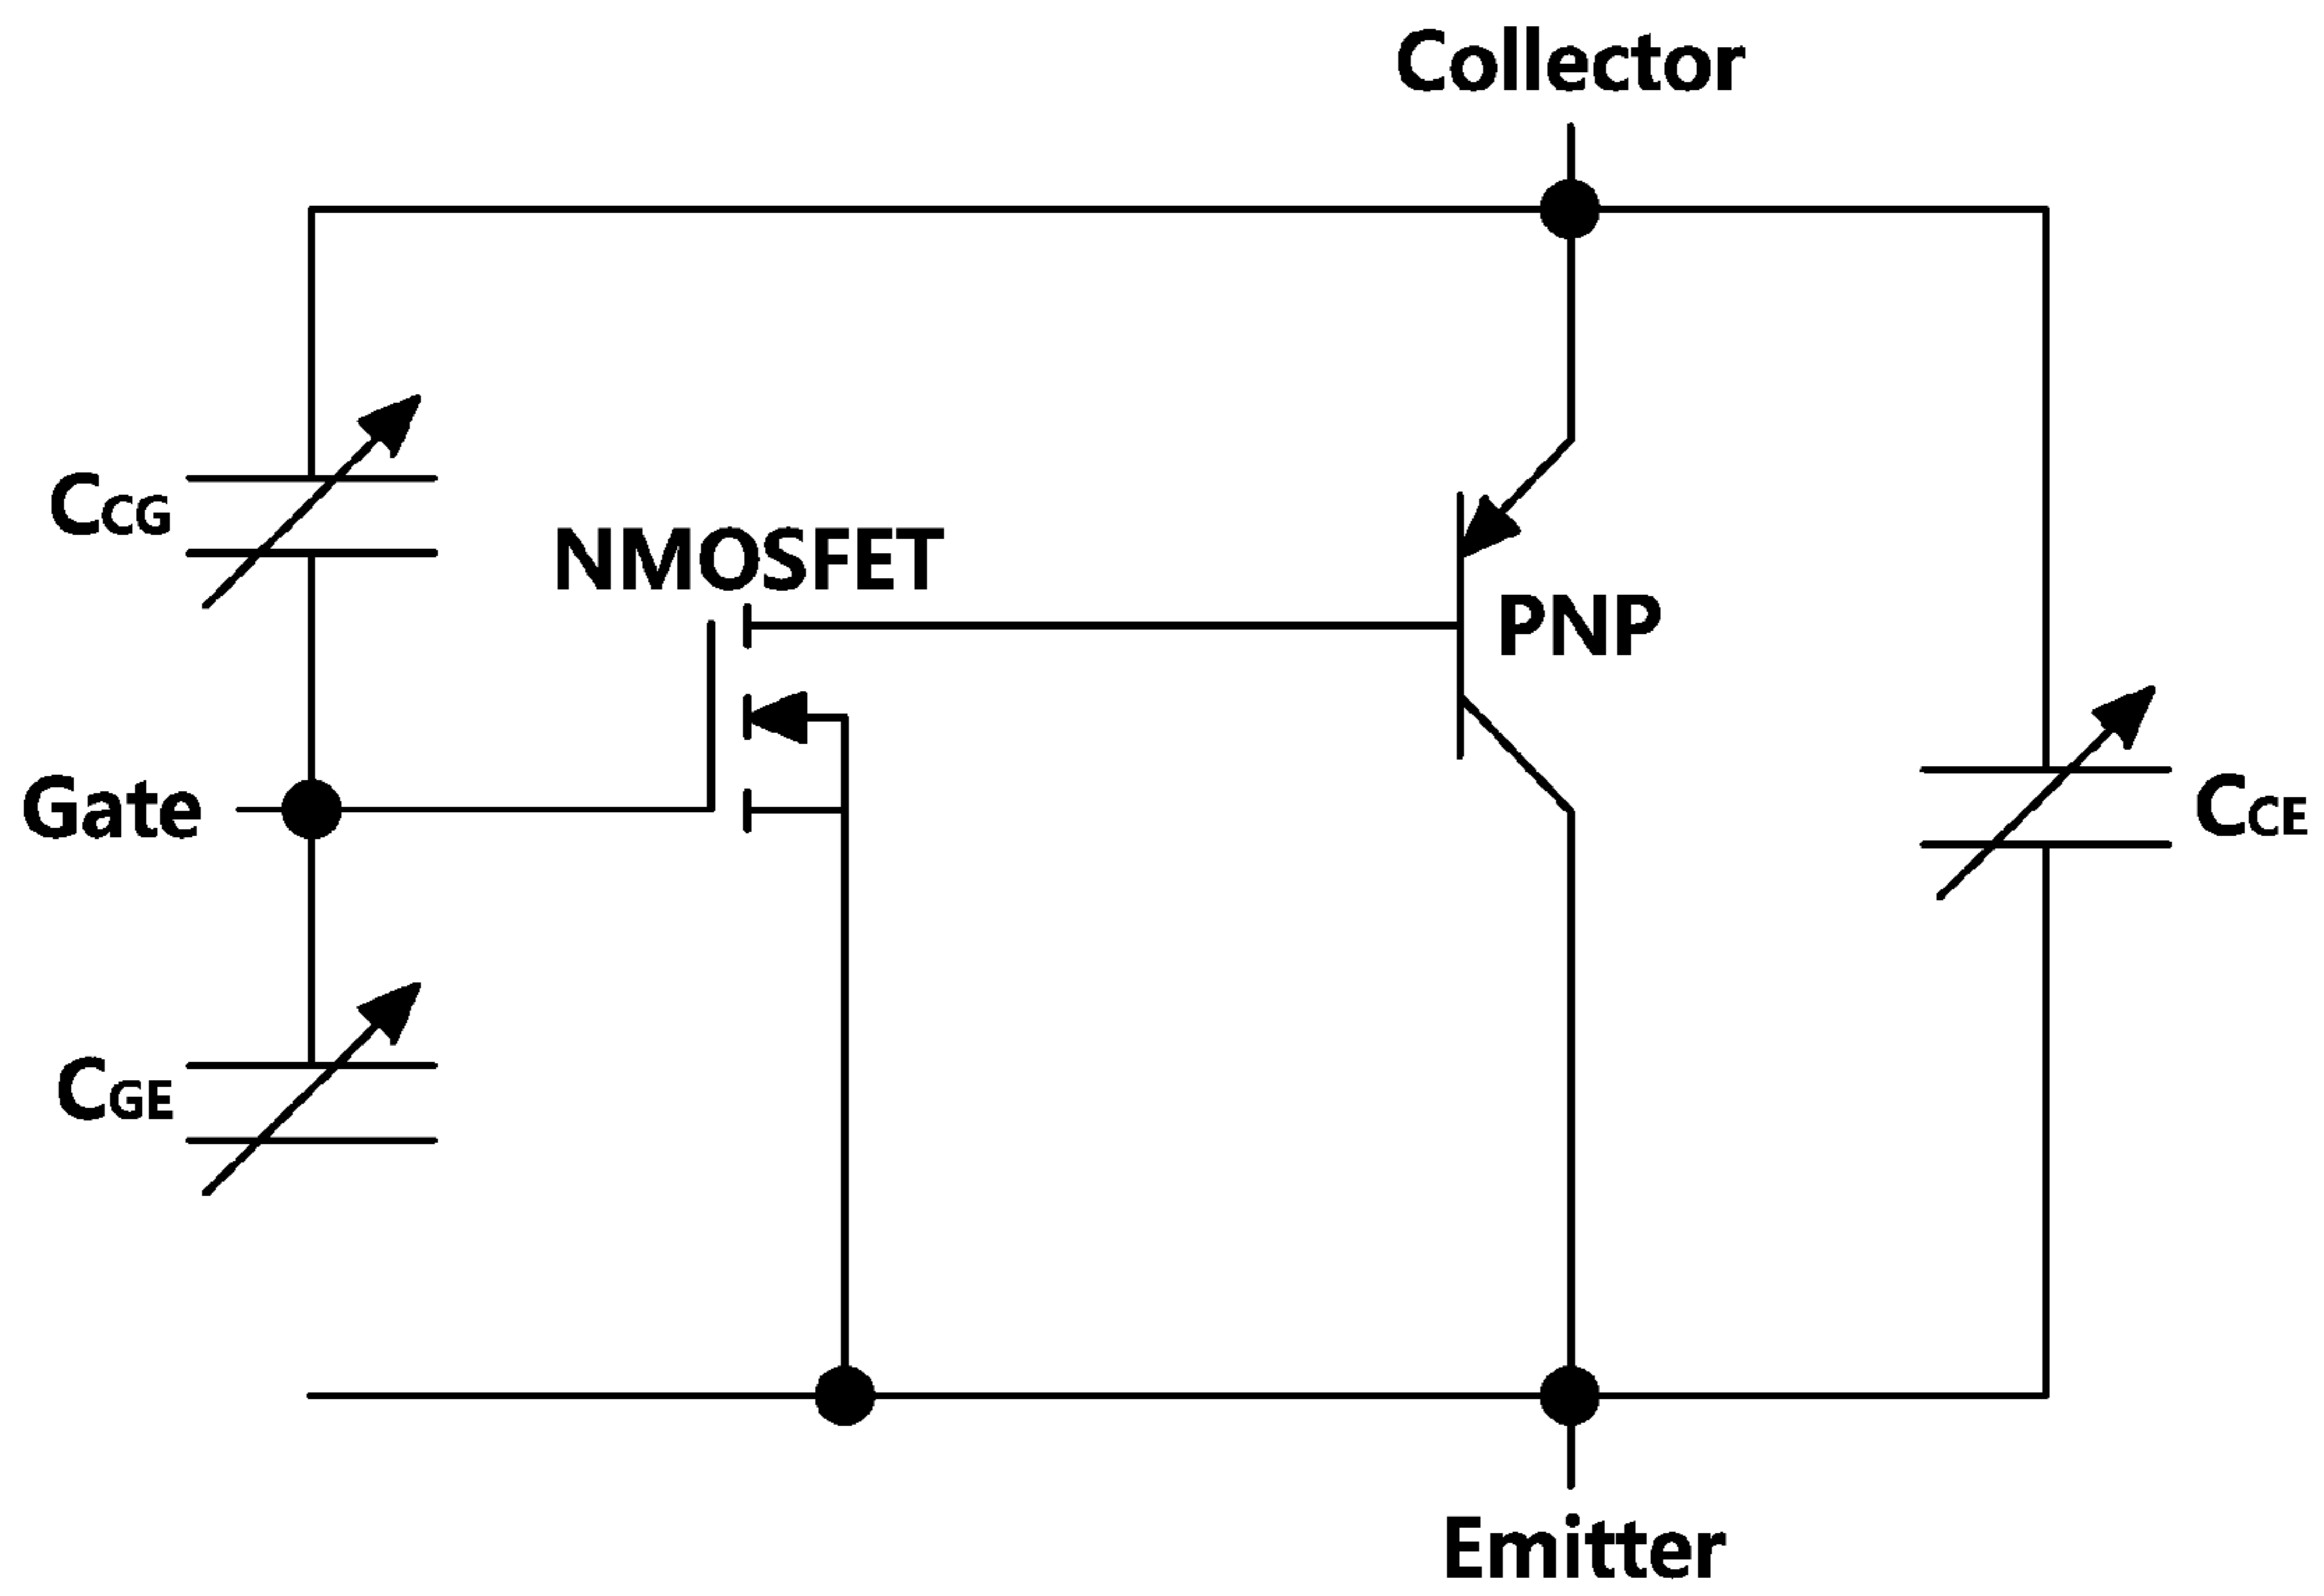 Collector
CCG
NMOSFET
PNP
Gate
CCE
CGE
Emitter